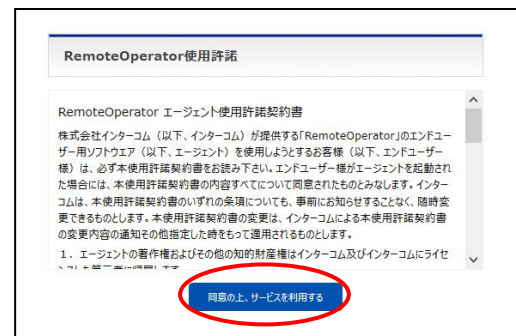 RemoteOperator使用許諾
RemoteOperator エージェント使用許諾契約書
株式会社インターコム（以下、インターコム）が提供する「RemoteOperator」のエンドユー
ザー用ソフトウエア（以下、エージェント）を使用しようとするお客様（以下、エンドユーザー
様）は、必ず本使用許諾契約書をお読み下さい。エンドユーザー様がエージェントを起動され
た場合には、本使用許諾契約書の内容すべてについて同意されたものとみなします。インター
コムは、本使用許諾契約書のいずれの条項についても、事前にお知らせすることなく、随時変
更できるものとします。本使用許諾契約書の変更は、インターコムによる本使用許諾契約書
の変更内容の通知その他指定した時をもって適用されるものとします。
１．エージェントの著作権およびその他の知的財産権はインターコム及びインターコムにライセ
同意の上、サービスを利用する